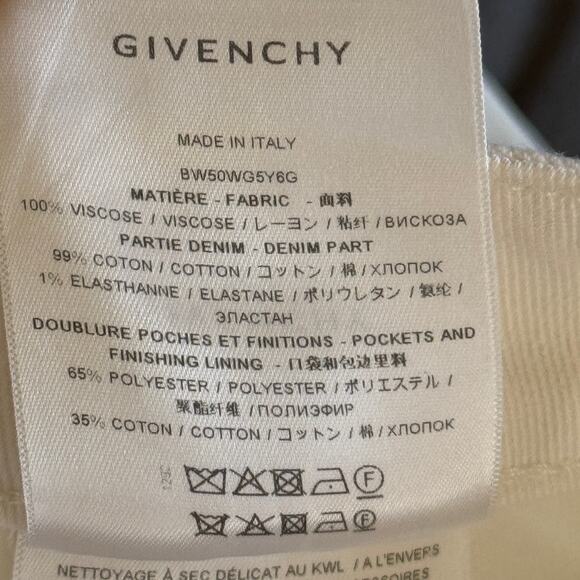 GIVENCHY
MADE IN ITALY
BW50WG5Y6G
MATIÈRE - FABRIC - 面料
100% VISCOSE / VISCOSE / レーヨン / 粘纤 / ВИСКОЗА
PARTIE DENIM - DENIM PART
99% COTON / COTTON / コットン / 棉 / ХЛОПОК
1% ELASTHANNE / ELASTANE / ポリウレタン / 氨纶 /
ЭЛАСТАН
DOUBLURE POCHES ET FINITIONS - POCKETS AND
FINISHING LINING - 口袋和包边里料
65% POLYESTER / POLYESTER / ポリエステル /
聚酯纤维 / ПОЛИЭФИР
35% COTON / COTTON / コットン / 棉 / ХЛОПОК
F
F
NETTOYAGE À SEC DÉLICAT AU KWL / A L'ENVERS